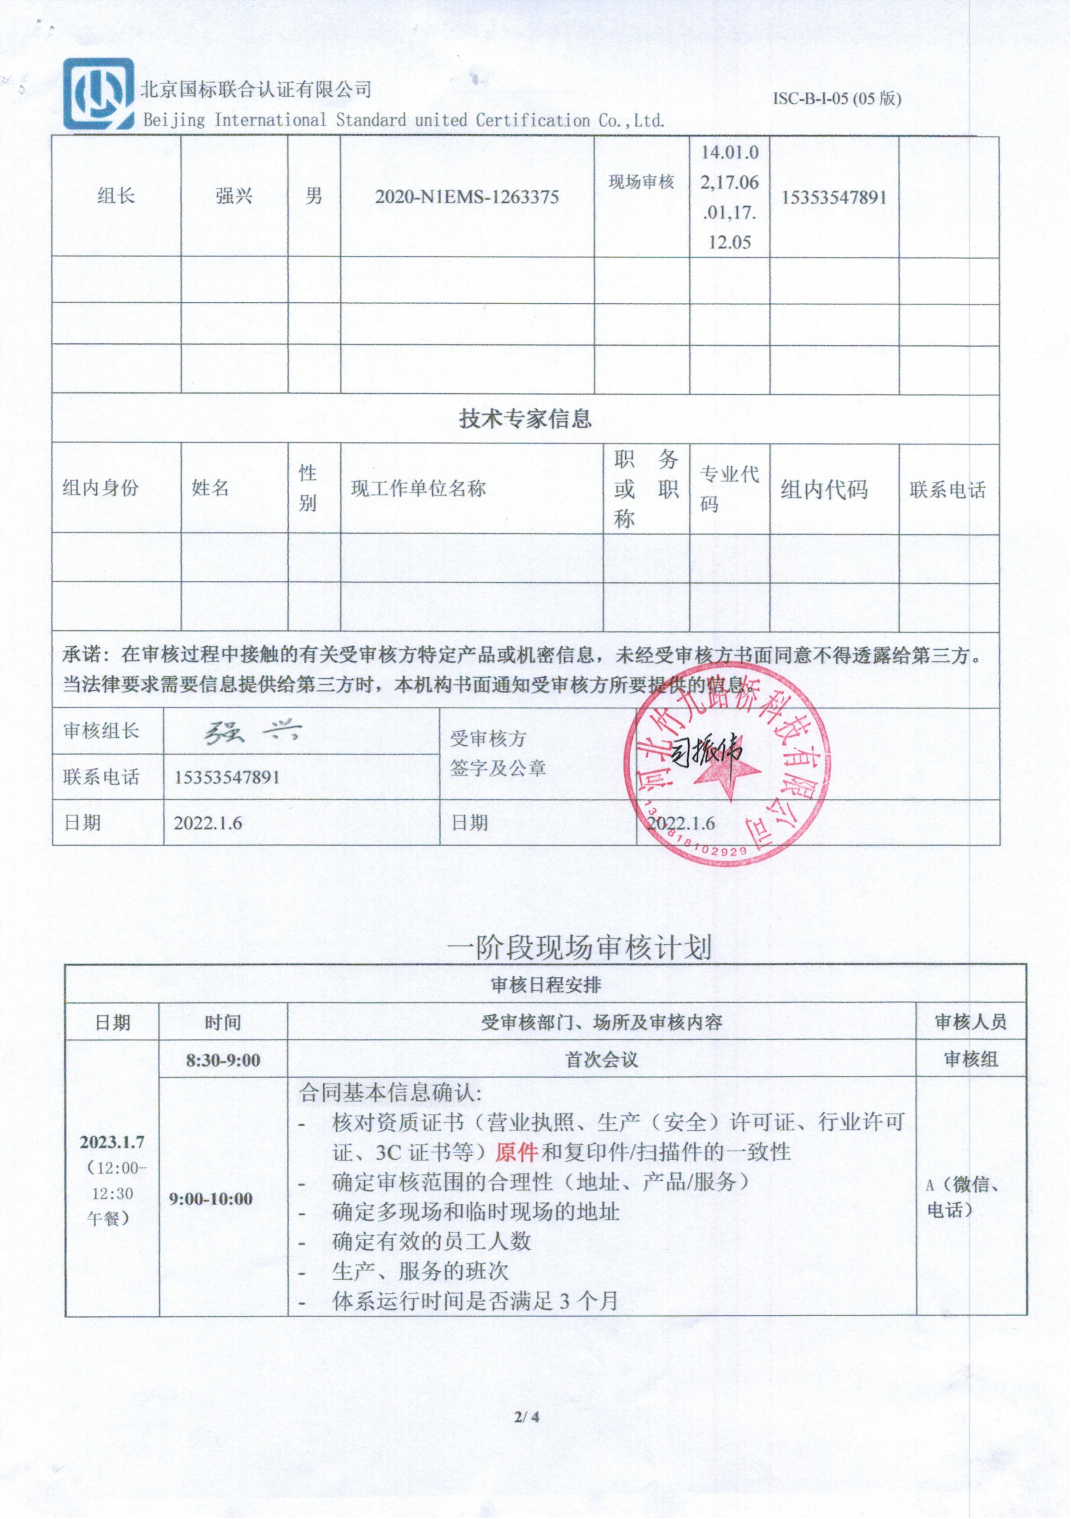 北京国标联合认证有限公司
ISC-B-I-05 (05 版)
Beijing International Standard united Certification Co.,Ltd.
组长 强兴 男 2020-N1EMS-1263375 现场审核 14.01.0 15353547891
2,17.06
.01,17.
12.05
技术专家信息
组内身份 姓名 性 现工作单位名称 职 务 专业代 组内代码 联系电话
别 或 职 码
称
承诺：在审核过程中接触的有关受审核方特定产品或机密信息，未经受审核方书面同意不得透露给第三方。
当法律要求需要信息提供给第三方时，本机构书面通知受审核方所要提供的信息。
审核组长 强兴 受审核方
签字及公章 司振伟
联系电话 15353547891
日期 2022.1.6 日期 2022.1.6
河北竹九路桥科技有限公司
818102929
一阶段现场审核计划
审核日程安排
日期 时间 受审核部门、场所及审核内容 审核人员
8:30-9:00 首次会议 审核组
2023.1.7
（12:00-
12:30
午餐）
9:00-10:00
合同基本信息确认:
- 核对资质证书（营业执照、生产（安全）许可证、行业许可
证、3C 证书等）原件和复印件/扫描件的一致性
- 确定审核范围的合理性（地址、产品/服务）
- 确定多现场和临时现场的地址
- 确定有效的员工人数
- 生产、服务的班次
- 体系运行时间是否满足 3 个月
A（微信、
电话）
2/ 4